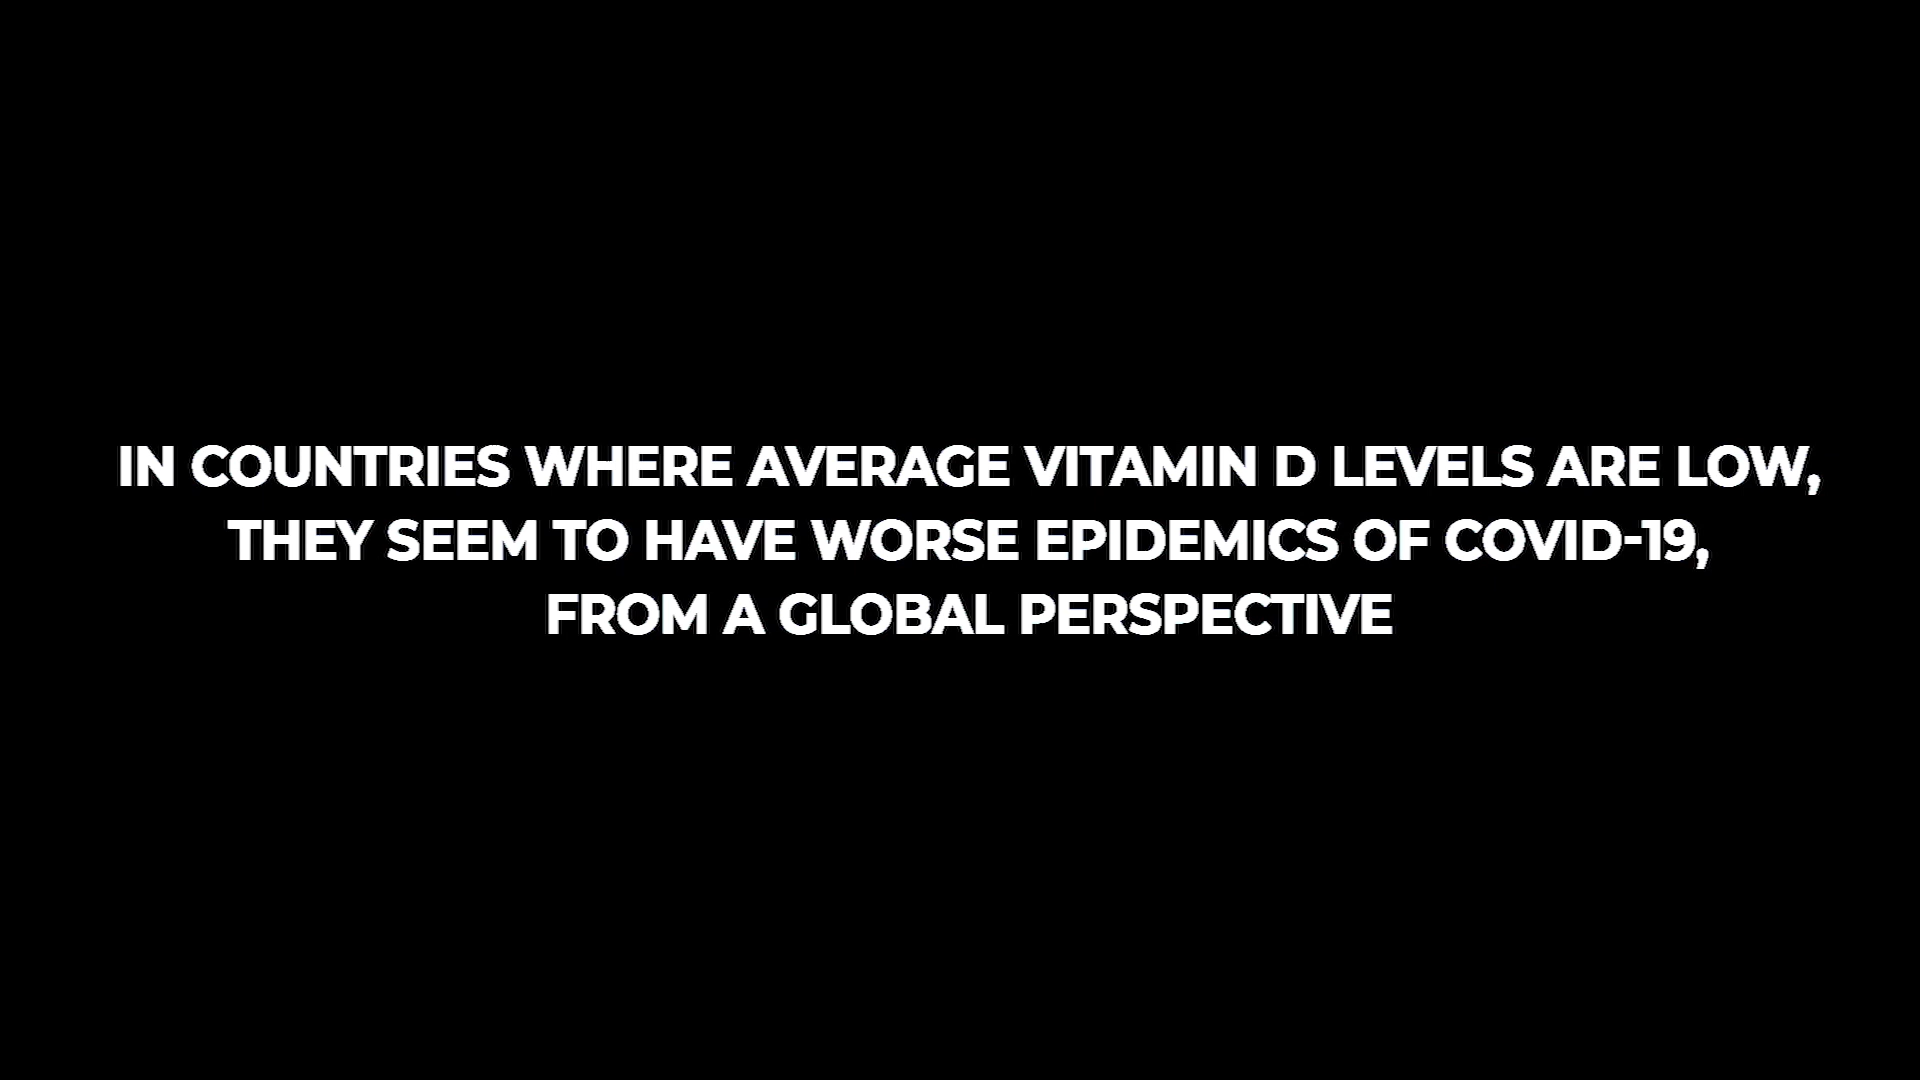 IN COUNTRIES WHERE AVERAGE VITAMIN D LEVELS ARE LOW,
THEY SEEM TO HAVE WORSE EPIDEMICS OF COVID-19,
FROM A GLOBAL PERSPECTIVE